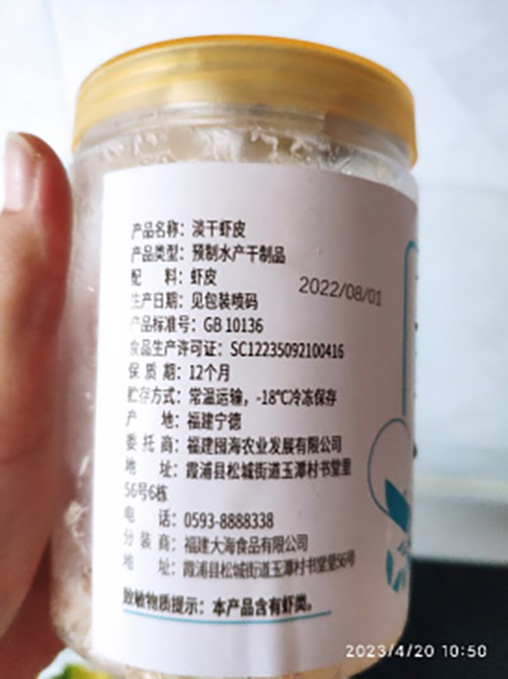 产品名称：淡干虾皮
产品类型：预制水产干制品
配 料：虾皮
2022/08/01
生产日期：见包装喷码
产品标准号：GB 10136
食品生产许可证：SC12235092100416
保 质 期：12个月
贮存方式：常温运输，-18℃冷冻保存
产 地：福建宁德
委 托 商：福建囤海农业发展有限公司
地 址：霞浦县松城街道玉潭村书堂里
56号6栋
电 话：0593-8888338
分 装 商：福建大海食品有限公司
地 址：霞浦县松城街道玉潭村书堂里56号
致敏物质提示：本产品含有虾类。
2023/4/20 10:50